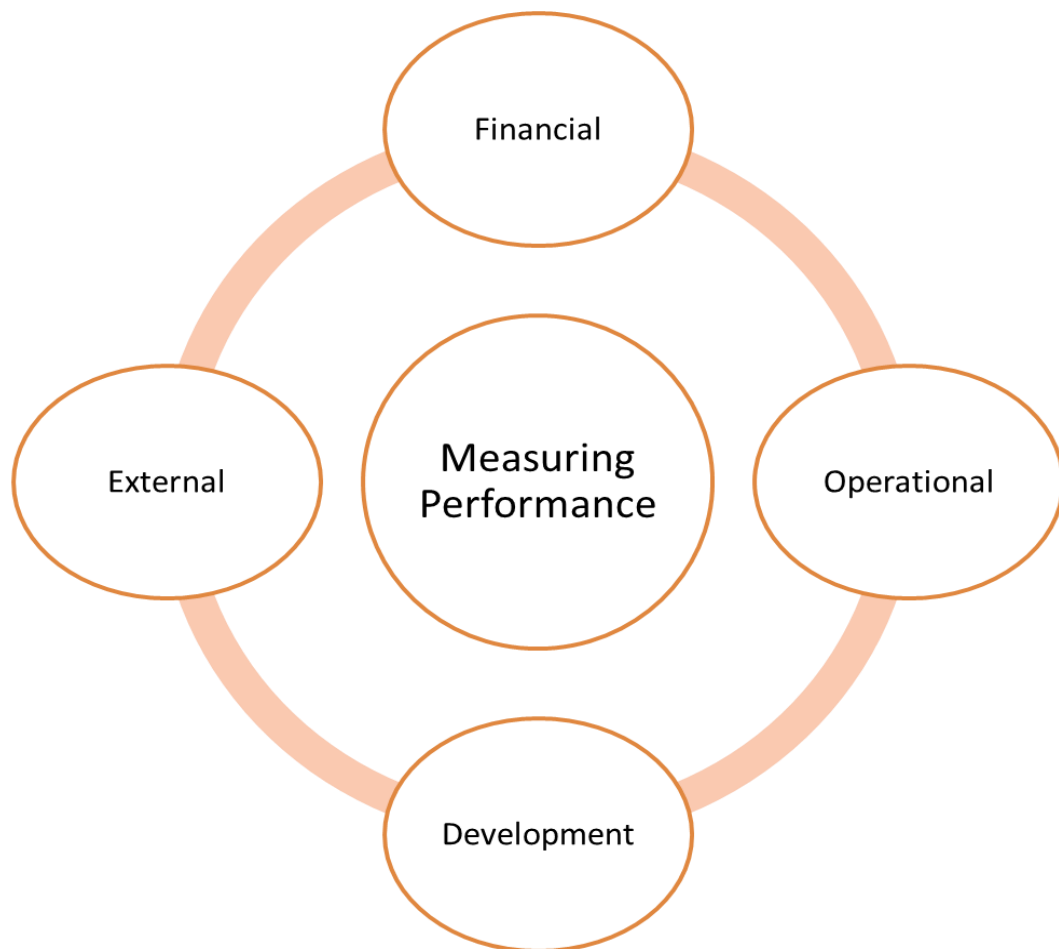 Financial
External
Measuring
Performance
Operational
Development